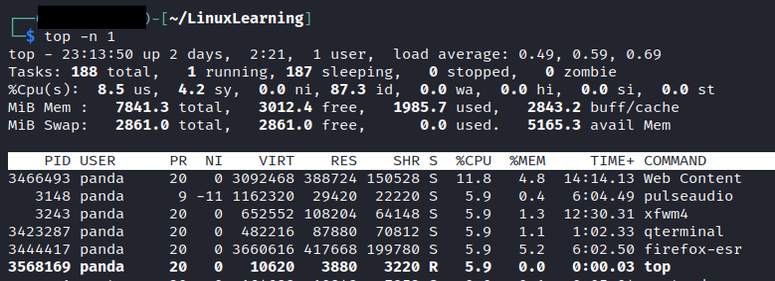 )-[~/LinuxLearning]
$ top -n 1
top - 23:13:50 up 2 days,  2:21,  1 user,  load average: 0.49, 0.59, 0.69
Tasks: 188 total,   1 running, 187 sleeping,   0 stopped,   0 zombie
%Cpu(s):  8.5 us,  4.2 sy,  0.0 ni, 87.3 id,  0.0 wa,  0.0 hi,  0.0 si,  0.0 st
MiB Mem :   7841.3 total,   3012.4 free,   1985.7 used,   2843.2 buff/cache
MiB Swap:   2861.0 total,   2861.0 free,      0.0 used.   5165.3 avail Mem
PID USER      PR  NI    VIRT    RES    SHR S  %CPU  %MEM     TIME+ COMMAND
3466493 panda     20   0 3092468 388724 150528 S  11.8   4.8  14:14.13 Web Content
3148 panda      9 -11 1162320  29420  22220 S   5.9   0.4   6:04.49 pulseaudio
3243 panda     20   0  652552 108204  64148 S   5.9   1.3  12:30.31 xfwm4
3423287 panda     20   0  482216  87880  70812 S   5.9   1.1   1:02.33 qterminal
3444417 panda     20   0 3660616 417668 199780 S   5.9   5.2   6:02.50 firefox-esr
3568169 panda     20   0   10620   3880   3220 R   5.9   0.0   0:00.03 top